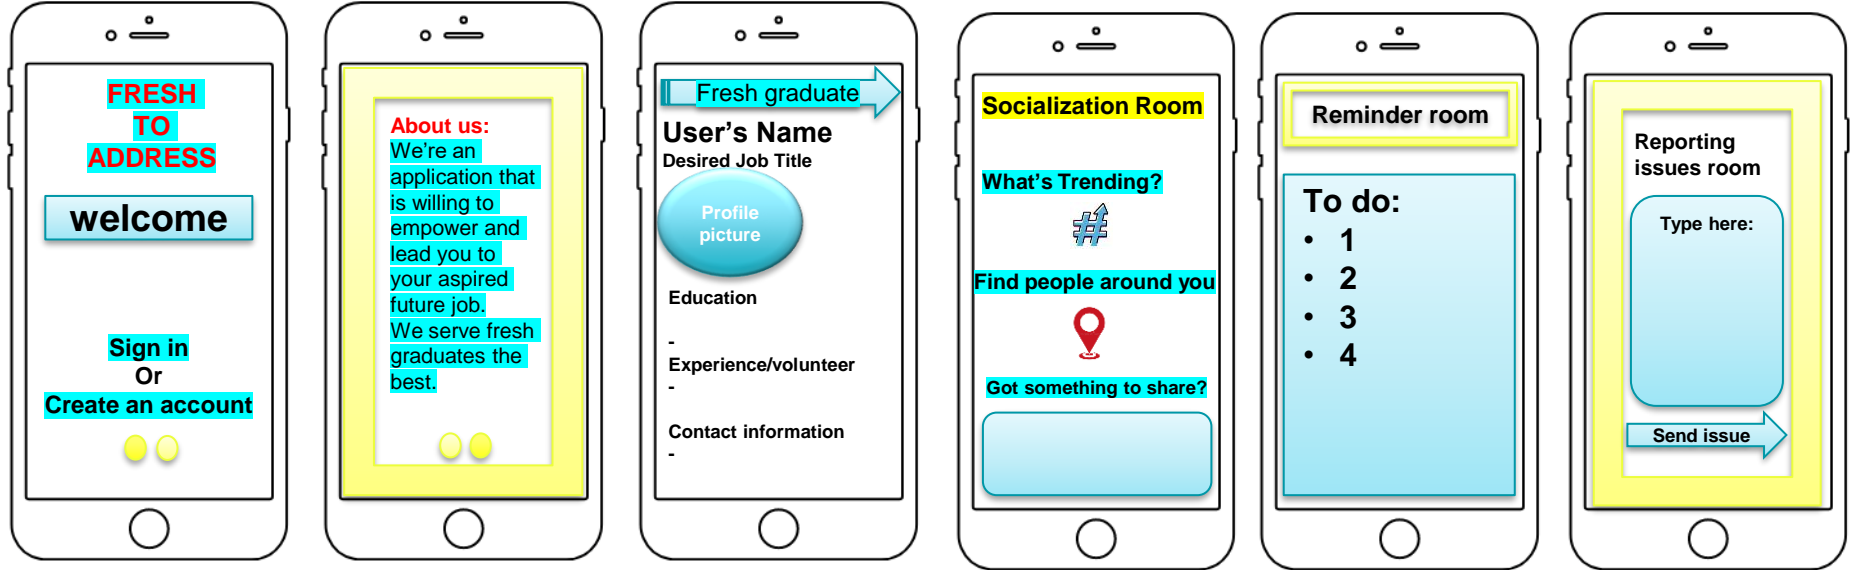 FRESH
TO
ADDRESS
welcome
Sign in
Or
Create an account
About us:
We're an
application that
is willing to
empower and
lead you to
your aspired
future job.
We serve fresh
graduates the
best.
Fresh graduate
User's Name
Desired Job Title
Profile
picture
Education
-
Experience/volunteer
-
Contact information
-
Socialization Room
What's Trending?
Find people around you
Got something to share?
Reminder room
To do:
• 1
• 2
• 3
• 4
Reporting
issues room
Type here:
Send issue